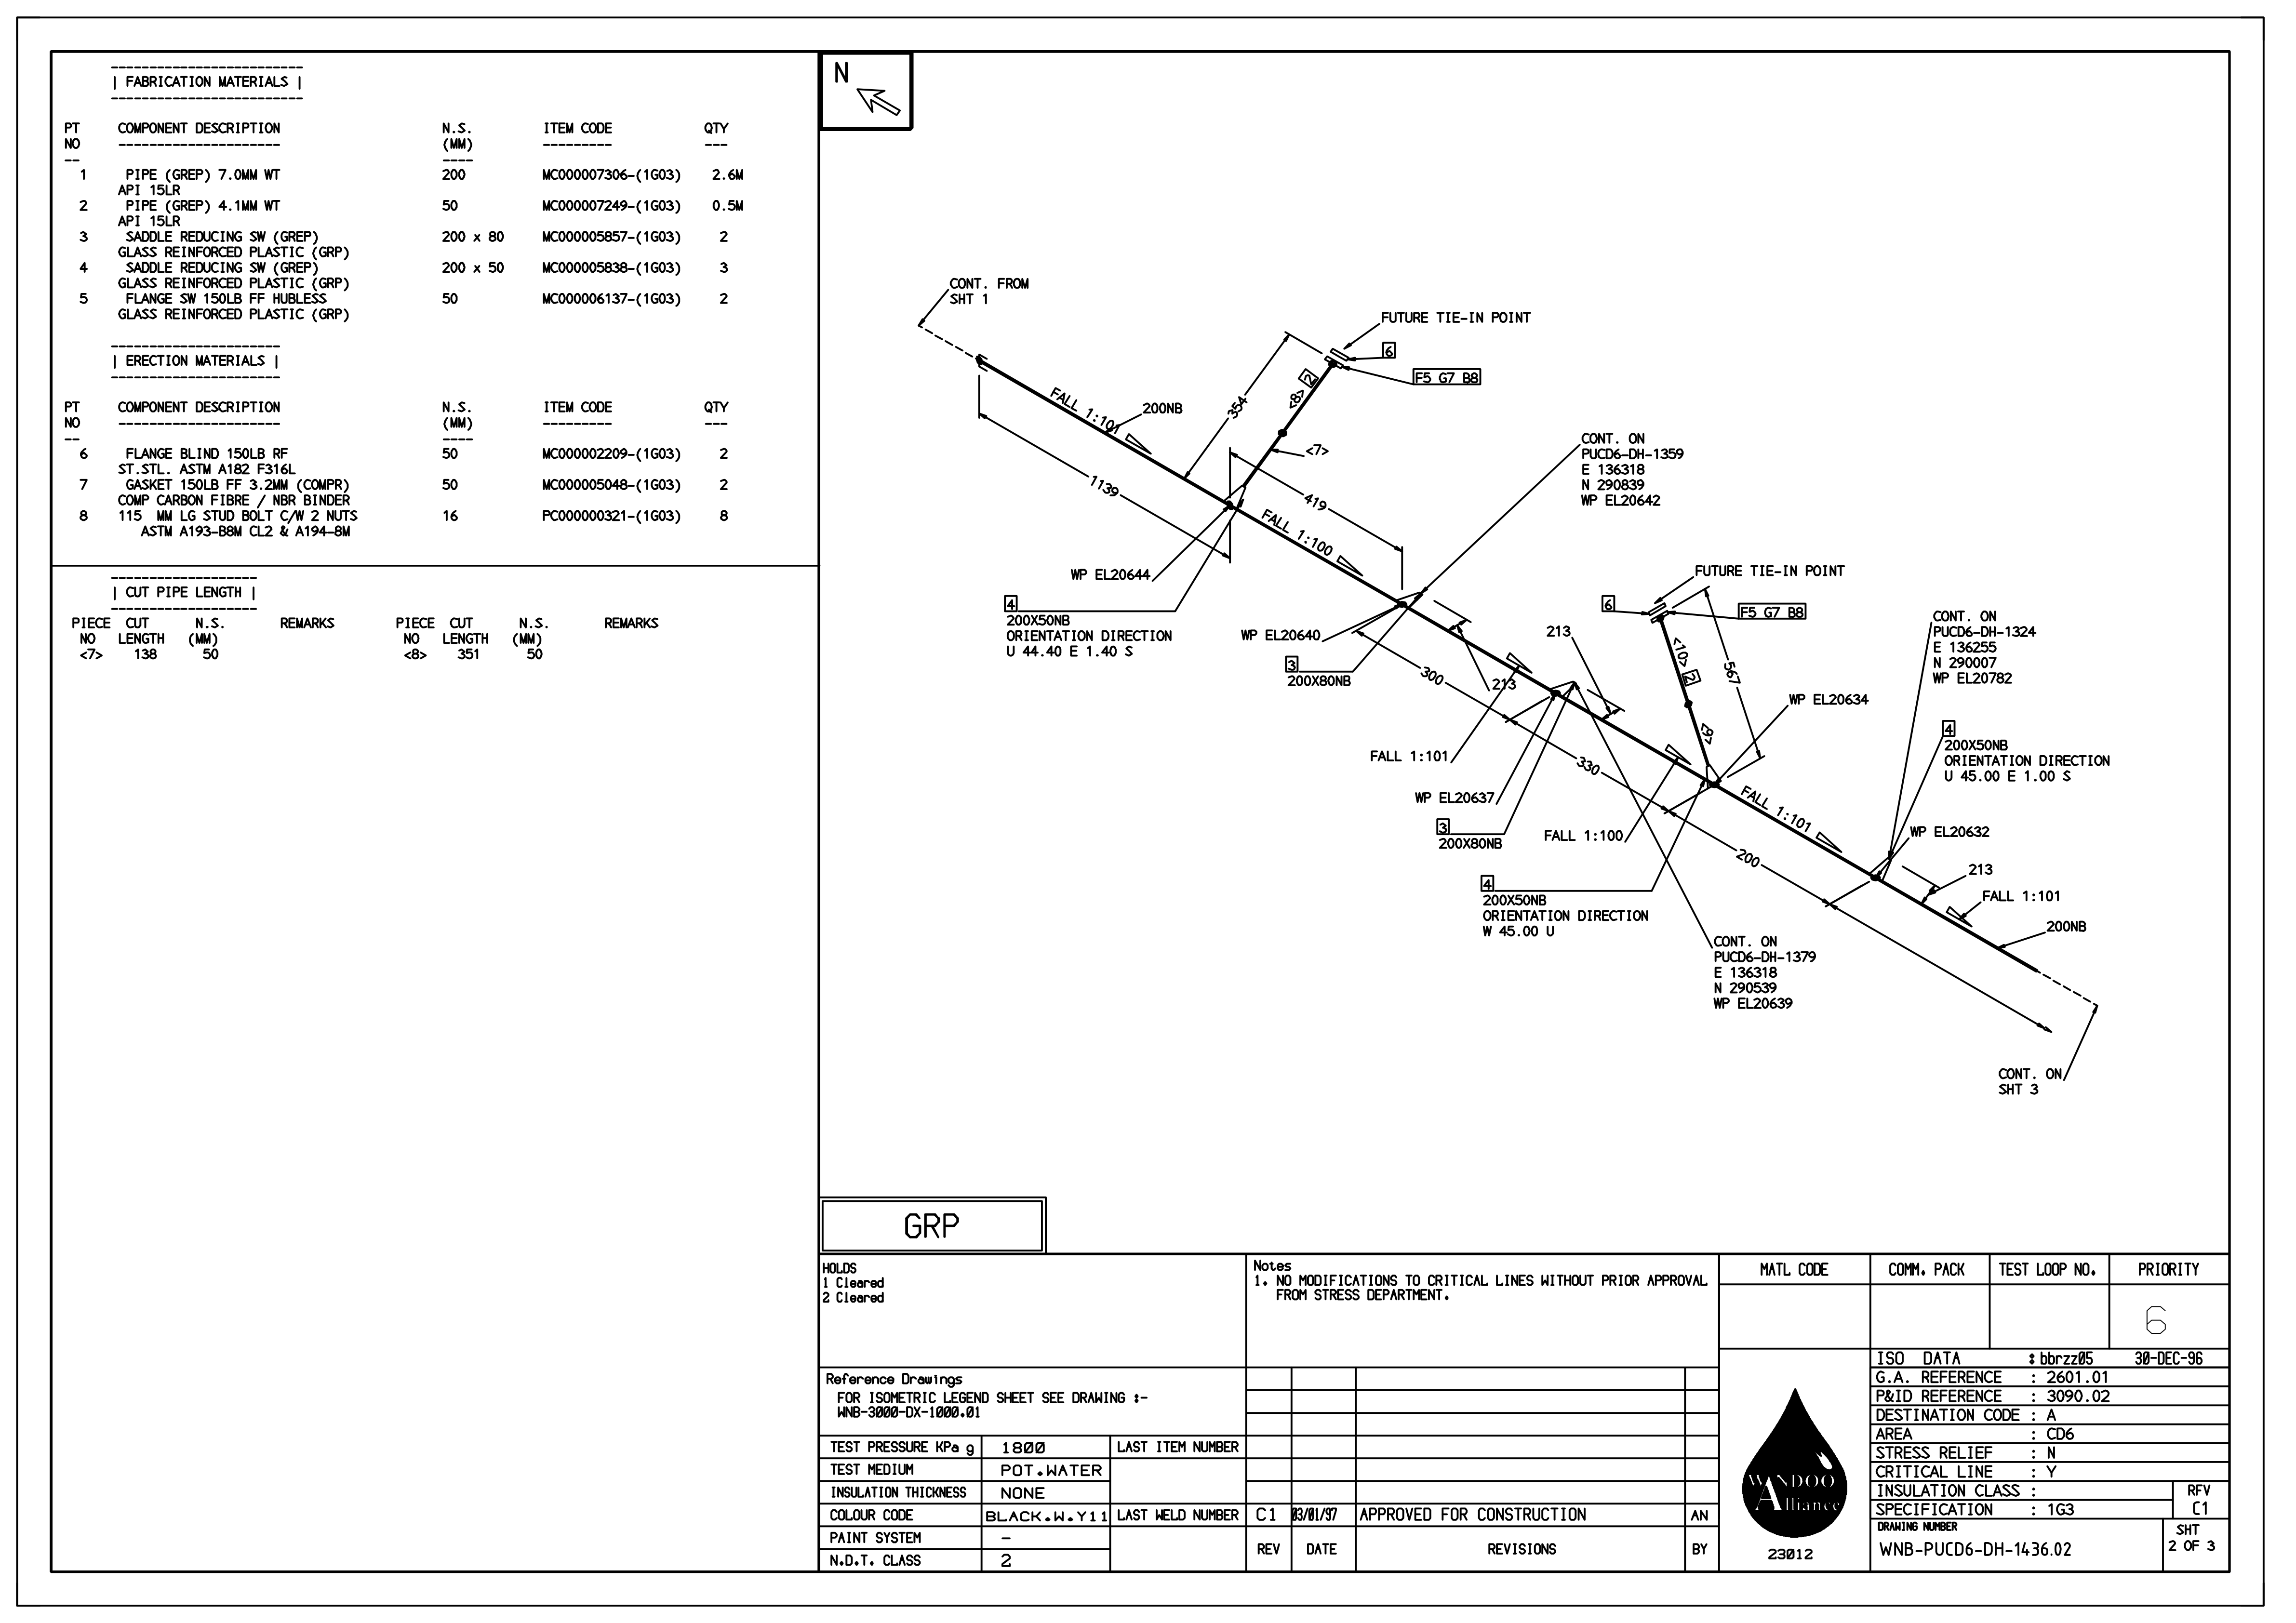 | FABRICATION MATERIALS |
PT COMPONENT DESCRIPTION N.S. ITEM CODE QTY
NO (MM)
1 PIPE (GREP) 7.0MM WT 200 MC000007306-(1G03) 2.6M
API 15LR
2 PIPE (GREP) 4.1MM WT 50 MC000007249-(1G03) 0.5M
API 15LR
3 SADDLE REDUCING SW (GREP) 200 x 80 MC000005857-(1G03) 2
GLASS REINFORCED PLASTIC (GRP)
4 SADDLE REDUCING SW (GREP) 200 x 50 MC000005838-(1G03) 3
GLASS REINFORCED PLASTIC (GRP)
5 FLANGE SW 150LB FF HUBLESS 50 MC000006137-(1G03) 2
GLASS REINFORCED PLASTIC (GRP)
| ERECTION MATERIALS |
PT COMPONENT DESCRIPTION N.S. ITEM CODE QTY
NO (MM)
6 FLANGE BLIND 150LB RF 50 MC000002209-(1G03) 2
ST.STL. ASTM A182 F316L
7 GASKET 150LB FF 3.2MM (COMPR) 50 MC000005048-(1G03) 2
COMP CARBON FIBRE / NBR BINDER
8 115 MM LG STUD BOLT C/W 2 NUTS 16 PC000000321-(1G03) 8
ASTM A193-B8M CL2 & A194-8M
| CUT PIPE LENGTH |
PIECE CUT N.S. REMARKS PIECE CUT N.S. REMARKS
NO LENGTH (MM) NO LENGTH (MM)
<7> 138 50 <8> 351 50
N
CONT. FROM
SHT 1
FUTURE TIE-IN POINT
6
F5 G7 B8
2
<8>
354
FALL 1:101
200NB
<7>
1139
419
FALL 1:100
CONT. ON
PUCD6-DH-1359
E 136318
N 290839
WP EL20642
WP EL20644
4
200X50NB
ORIENTATION DIRECTION
U 44.40 E 1.40 S
WP EL20640
3
200X80NB
300
213
213
FUTURE TIE-IN POINT
6
F5 G7 B8
<10> 2
567
<9>
WP EL20634
CONT. ON
PUCD6-DH-1324
E 136255
N 290007
WP EL20782
4
200X50NB
ORIENTATION DIRECTION
U 45.00 E 1.00 S
FALL 1:101
WP EL20637
330
3
200X80NB
FALL 1:100
FALL 1:101
WP EL20632
200
213
FALL 1:101
200NB
4
200X50NB
ORIENTATION DIRECTION
W 45.00 U
CONT. ON
PUCD6-DH-1379
E 136318
N 290539
WP EL20639
CONT. ON
SHT 3
GRP
HOLDS
1 Cleared
2 Cleared
Notes
1. NO MODIFICATIONS TO CRITICAL LINES WITHOUT PRIOR APPROVAL
FROM STRESS DEPARTMENT.
MATL CODE COMM. PACK TEST LOOP NO. PRIORITY
6
Reference Drawings
FOR ISOMETRIC LEGEND SHEET SEE DRAWING :-
WNB-3000-DX-1000.01
TEST PRESSURE KPa g 1800 LAST ITEM NUMBER
TEST MEDIUM POT.WATER
INSULATION THICKNESS NONE
COLOUR CODE BLACK.W.Y11 LAST WELD NUMBER
PAINT SYSTEM -
N.D.T. CLASS 2
C1 03/01/97 APPROVED FOR CONSTRUCTION AN
REV DATE REVISIONS BY
WANDOO
Alliance
23012
ISO DATA : bbrzz05 30-DEC-96
G.A. REFERENCE : 2601.01
P&ID REFERENCE : 3090.02
DESTINATION CODE : A
AREA : CD6
STRESS RELIEF : N
CRITICAL LINE : Y
INSULATION CLASS :
SPECIFICATION : 1G3
RFV
C1
DRAWING NUMBER
WNB-PUCD6-DH-1436.02
SHT
2 OF 3